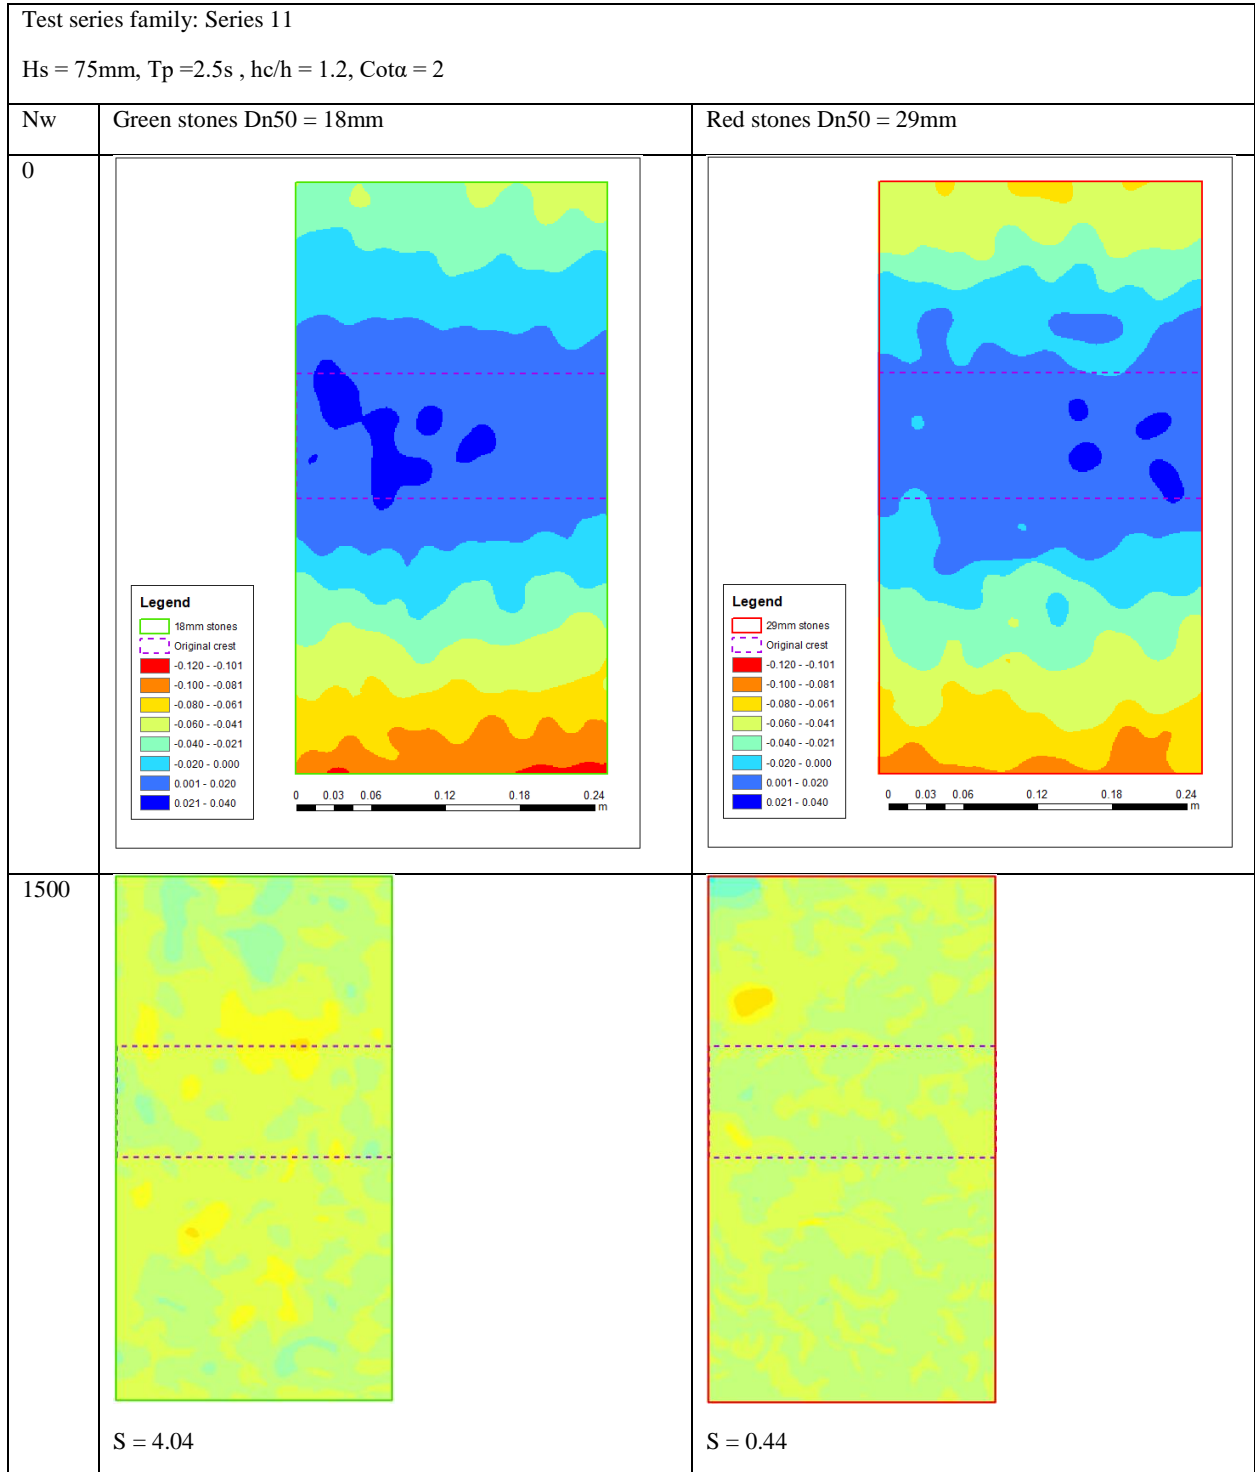 Test series family: Series 11
Hs = 75mm, Tp =2.5s , hc/h = 1.2, Cotα = 2
Nw
Green stones Dn50 = 18mm
Red stones Dn50 = 29mm
0
Legend
18mm stones
Original crest
-0.120 - -0.101
-0.100 - -0.081
-0.080 - -0.061
-0.060 - -0.041
-0.040 - -0.021
-0.020 - 0.000
0.001 - 0.020
0.021 - 0.040
0 0.03 0.06 0.12 0.18 0.24
m
Legend
29mm stones
Original crest
-0.120 - -0.101
-0.100 - -0.081
-0.080 - -0.061
-0.060 - -0.041
-0.040 - -0.021
-0.020 - 0.000
0.001 - 0.020
0.021 - 0.040
0 0.03 0.06 0.12 0.18 0.24
m
1500
S = 4.04
S = 0.44